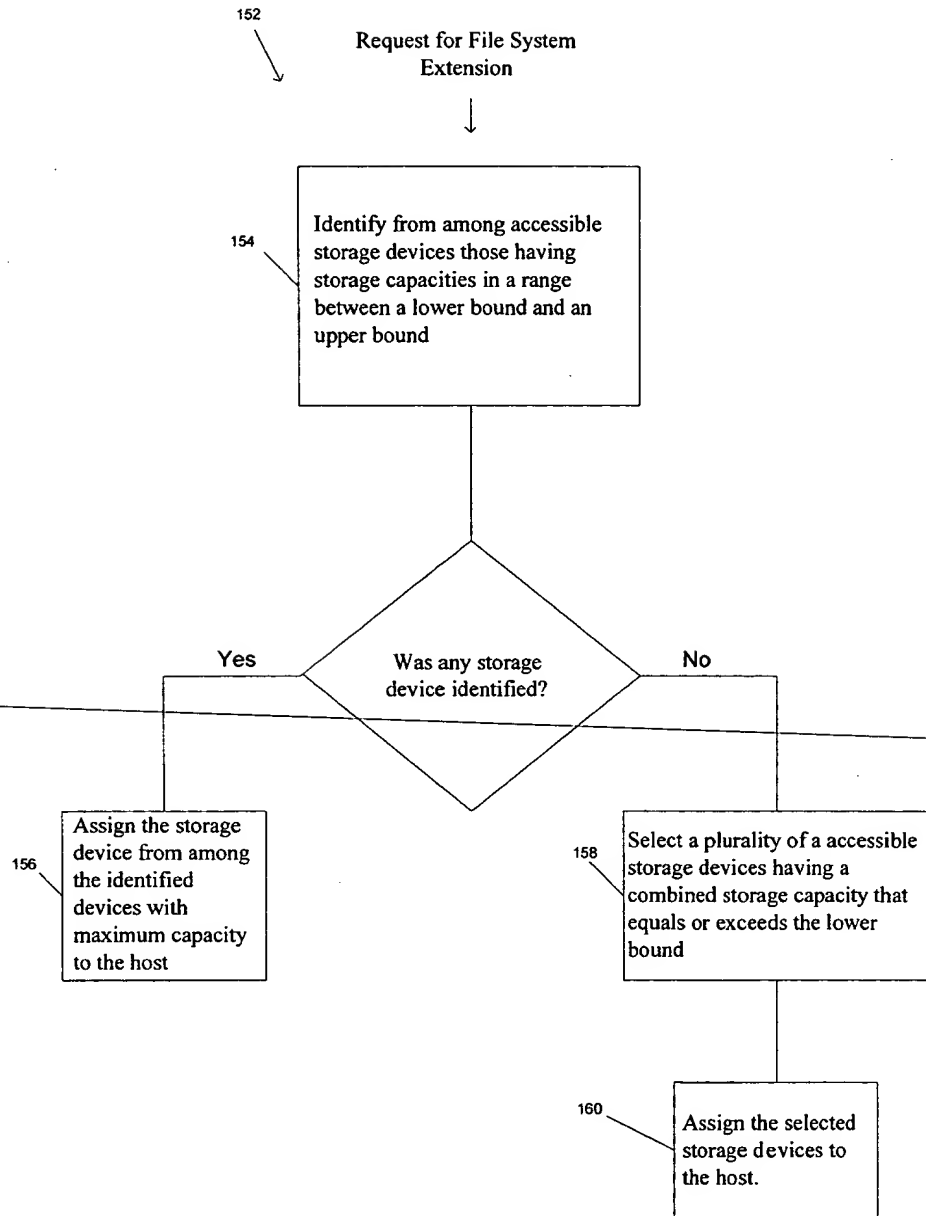 152
Request for File System
Extension
154
Identify from among accessible
storage devices those having
storage capacities in a range
between a lower bound and an
upper bound
Was any storage
device identified?
Yes
No
156
Assign the storage
device from among
the identified
devices with
maximum capacity
to the host
158
Select a plurality of a accessible
storage devices having a
combined storage capacity that
equals or exceeds the lower
bound
160
Assign the selected
storage devices to
the host.